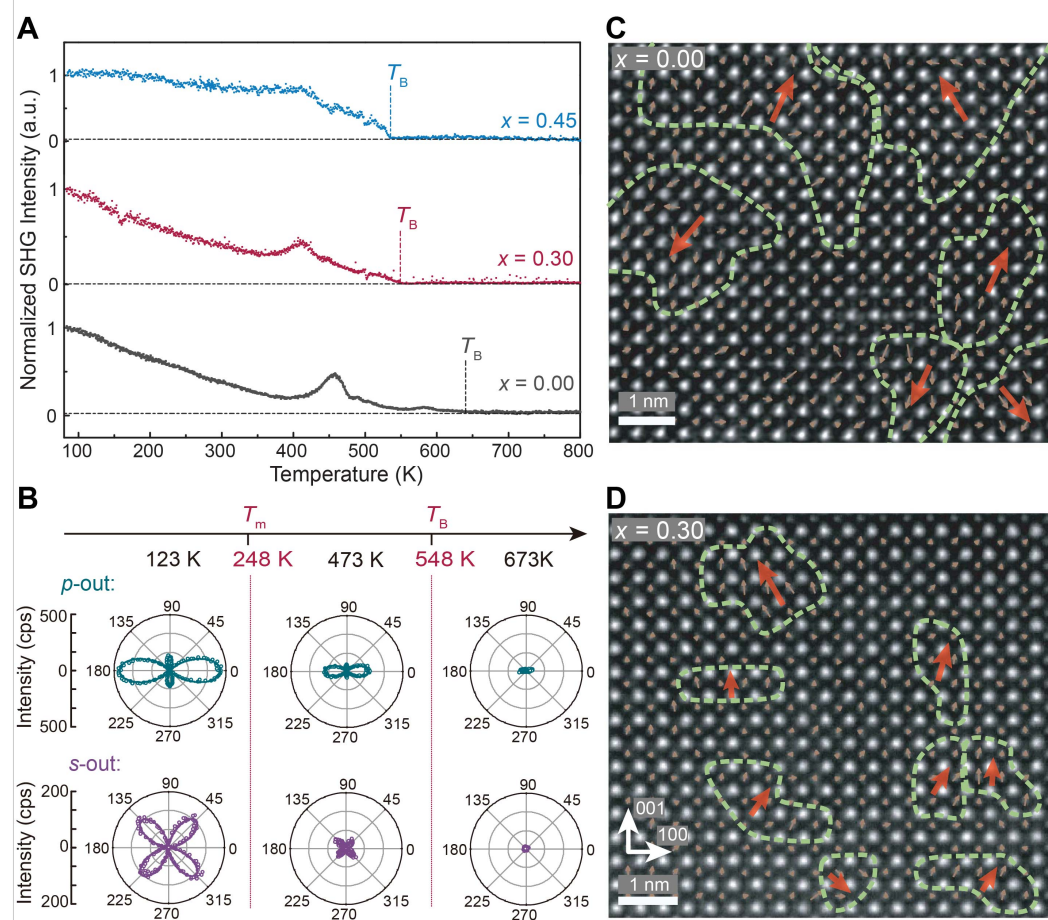 A
Normalized SHG Intensity (a.u.)
1
0
T_B
x = 0.45
1
0
T_B
x = 0.30
1
0
T_B
x = 0.00
100 200 300 400 500 600 700 800
Temperature (K)
B
T_m T_B
123 K 248 K 473 K 548 K 673K
p-out:
Intensity (cps)
500
0
500
90 90 90
135 45 135 45 135 45
180 0 180 0 180 0
225 315 225 315 225 315
270 270 270
s-out:
Intensity (cps)
200
0
200
90 90 90
135 45 135 45 135 45
180 0 180 0 180 0
225 315 225 315 225 315
270 270 270
C
x = 0.00
1 nm
D
x = 0.30
001
100
1 nm